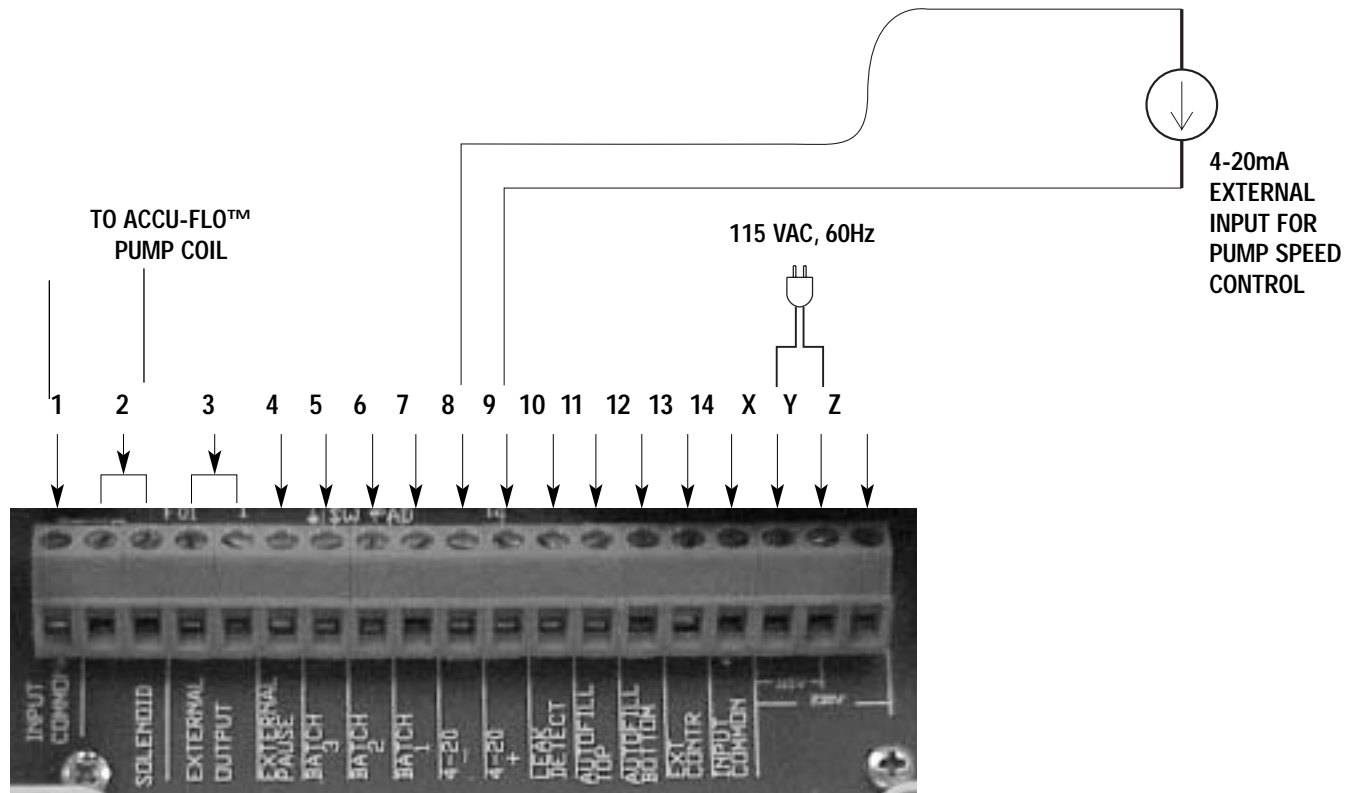 TO ACCU-FLO™
PUMP COIL
115 VAC, 60Hz
4-20mA
EXTERNAL
INPUT FOR
PUMP SPEED
CONTROL
1 2 3 4 5 6 7 8 9 10 11 12 13 14 X Y Z
INPUT
COMMON
SOLENOID
EXTERNAL
OUTPUT
EXTERNAL
PAUSE
BATCH
3
BATCH
2
BATCH
1
4-20
-
4-20
+
LEAK
DETECT
AUTOFILL
TOP
AUTOFILL
BOTTOM
EXT
CONTR
INPUT
COMMON